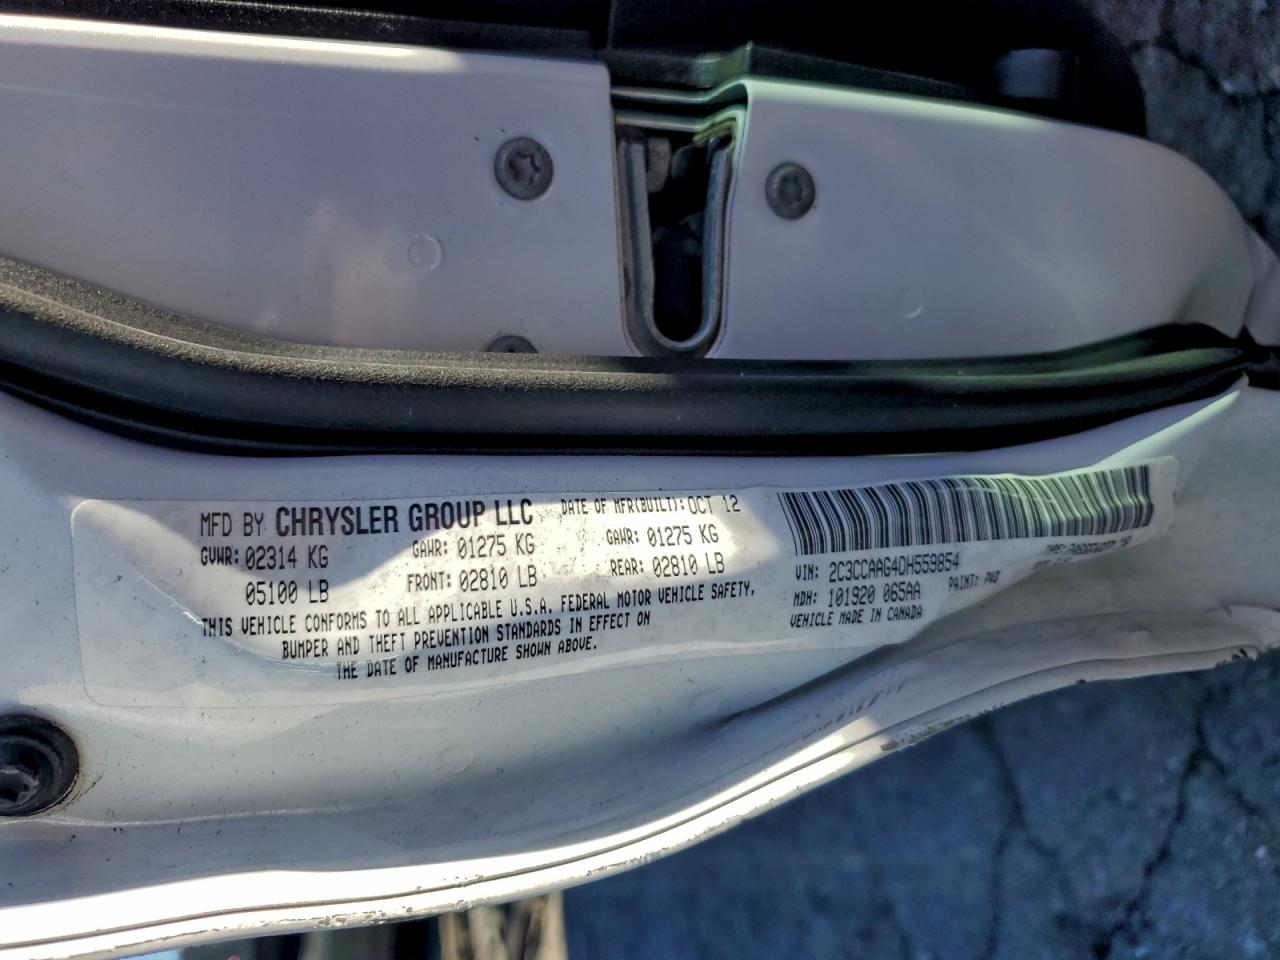 MFD BY CHRYSLER GROUP LLC DATE OF MFR(BUILT): OCT 12
GVWR: 02314 KG GAWR: 01275 KG GAWR: 01275 KG
05100 LB FRONT: 02810 LB REAR: 02810 LB
THIS VEHICLE CONFORMS TO ALL APPLICABLE U.S.A. FEDERAL MOTOR VEHICLE SAFETY,
BUMPER AND THEFT PREVENTION STANDARDS IN EFFECT ON
THE DATE OF MANUFACTURE SHOWN ABOVE.
VIN: 2C3CCAAG4DH559854 TYPE:
MDH: 101920 065AA PAINT: PW7
VEHICLE MADE IN CANADA